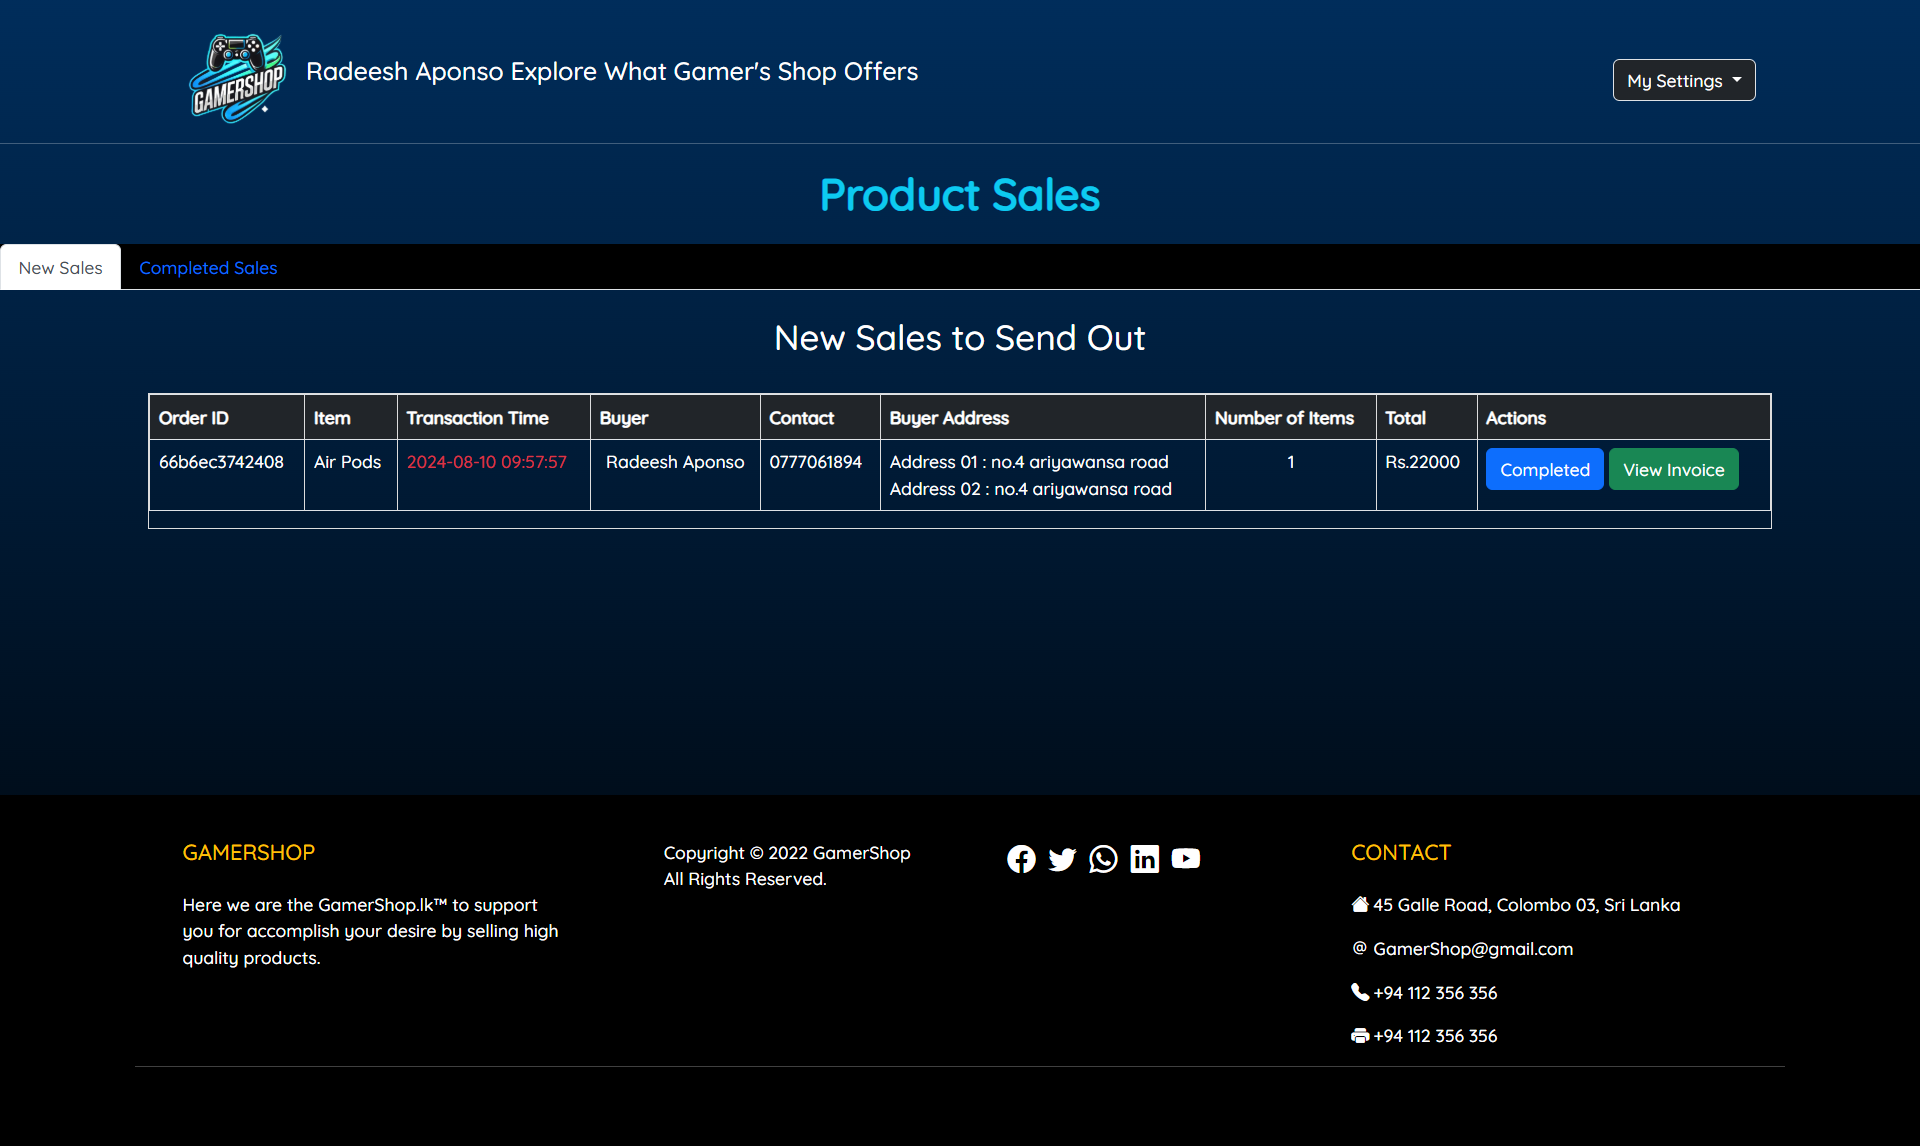 GAMERSHOP
Radeesh Aponso Explore What Gamer's Shop Offers
My Settings
Product Sales
New Sales Completed Sales
New Sales to Send Out
Order ID Item Transaction Time Buyer Contact Buyer Address Number of Items Total Actions
66b6ec3742408 Air Pods 2024-08-10 09:57:57 Radeesh Aponso 0777061894 Address 01 : no.4 ariyawansa road 1 Rs.22000 Completed View Invoice
Address 02 : no.4 ariyawansa road
GAMERSHOP
Here we are the GamerShop.lk™ to support
you for accomplish your desire by selling high
quality products.
Copyright © 2022 GamerShop
All Rights Reserved.
CONTACT
45 Galle Road, Colombo 03, Sri Lanka
@ GamerShop@gmail.com
+94 112 356 356
+94 112 356 356